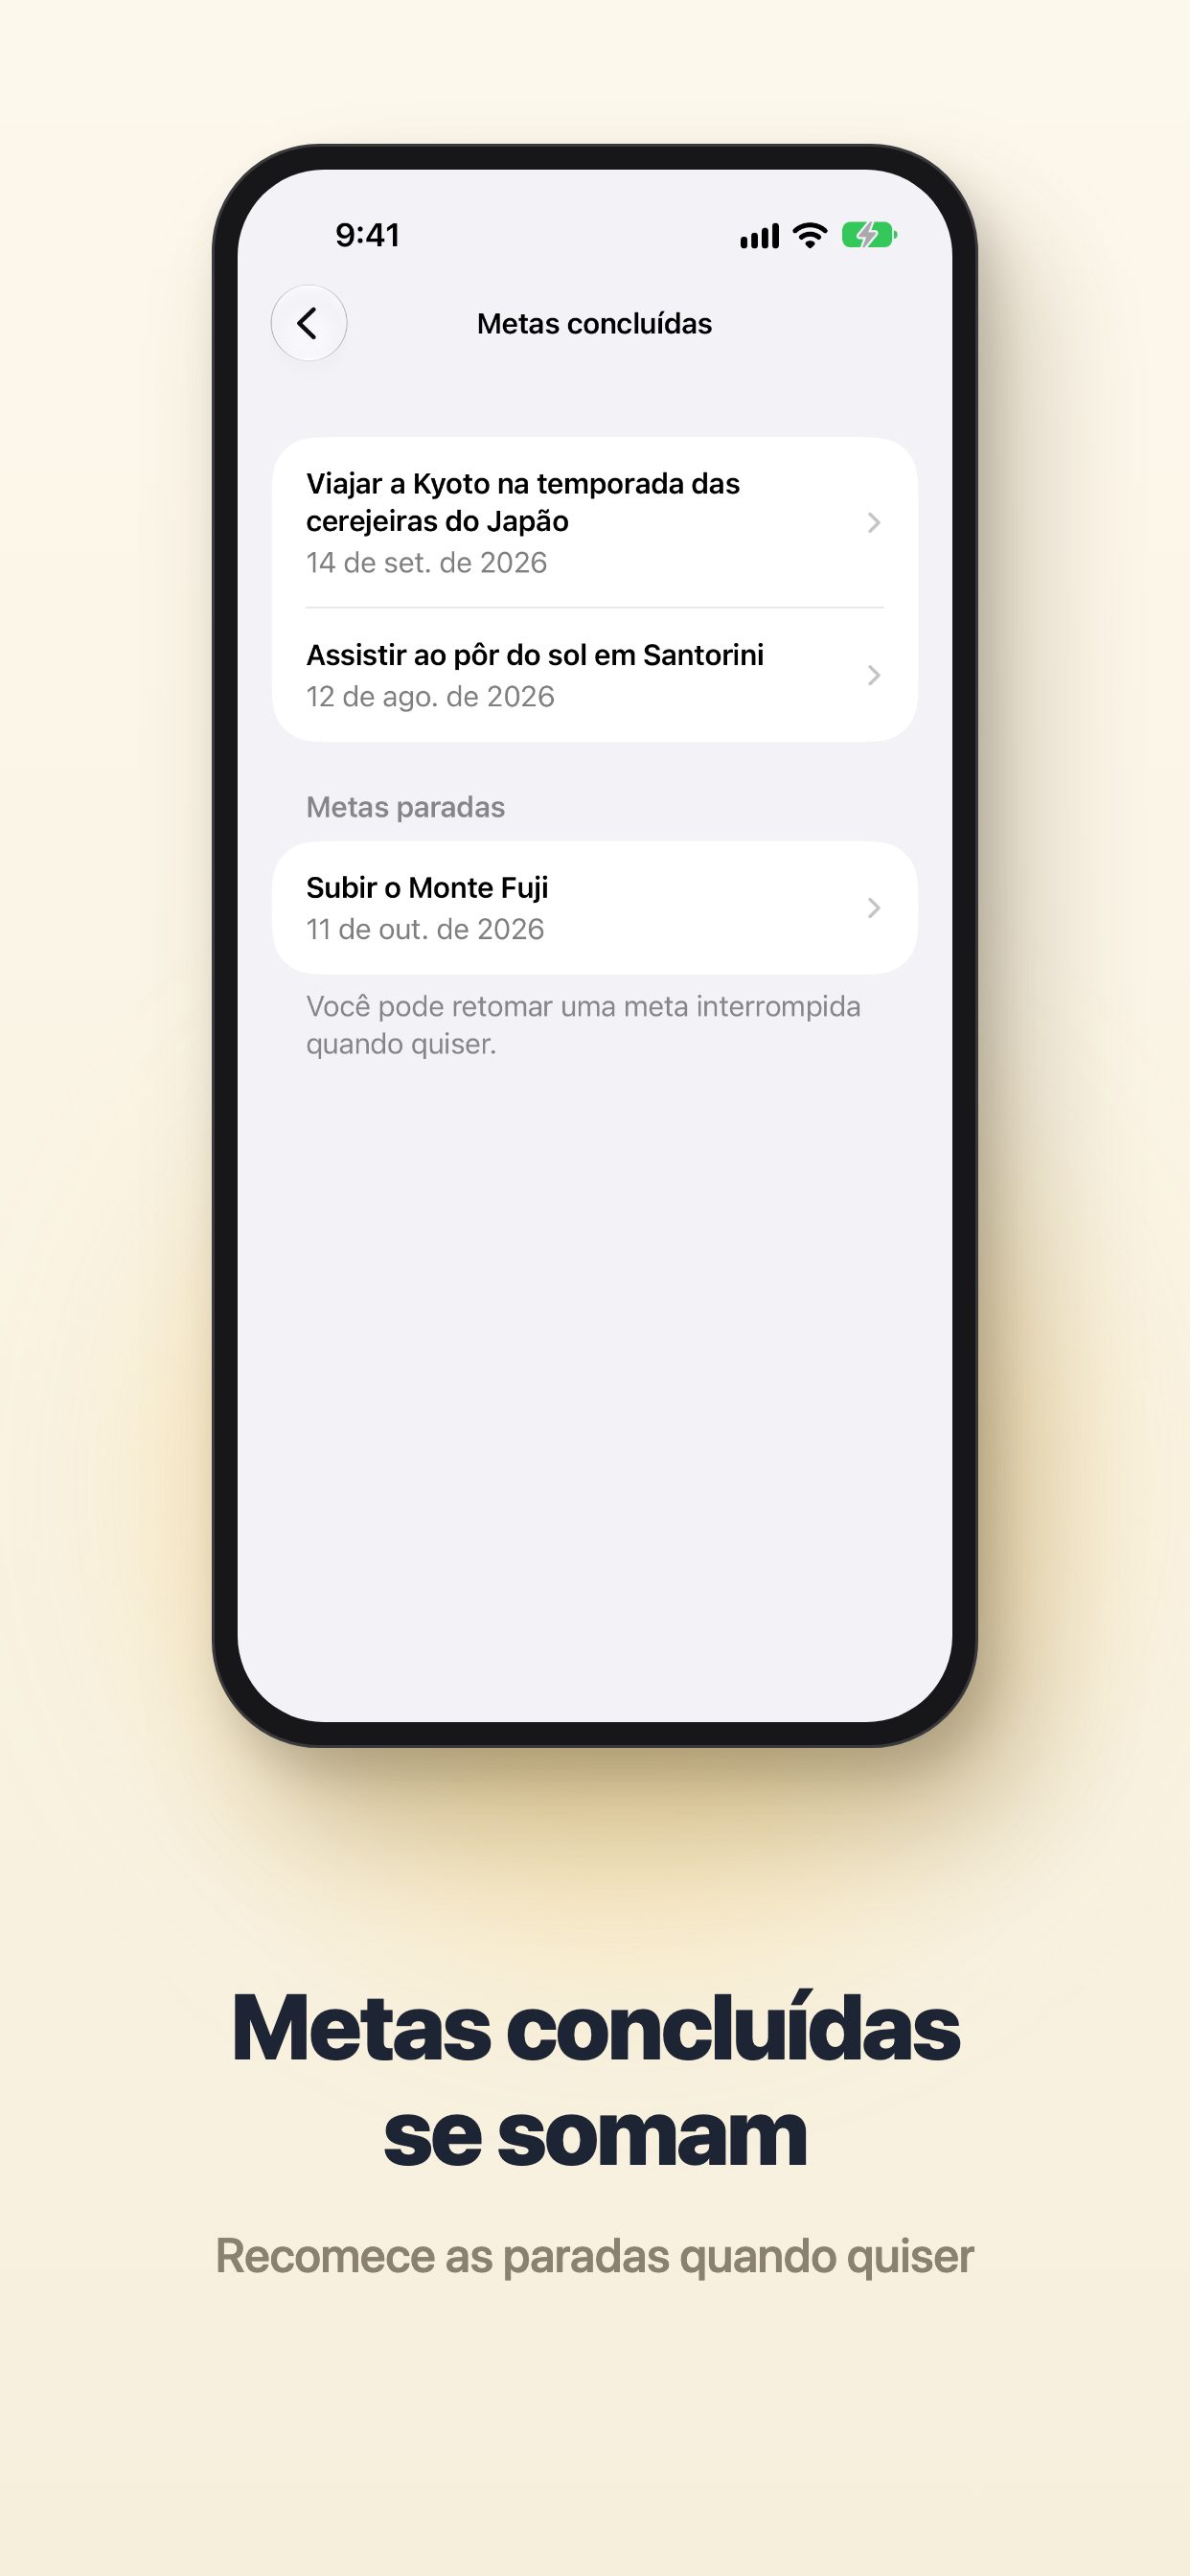 9:41
Metas concluídas
Viajar a Kyoto na temporada das
cerejeiras do Japão
14 de set. de 2026
Assistir ao pôr do sol em Santorini
12 de ago. de 2026
Metas paradas
Subir o Monte Fuji
11 de out. de 2026
Você pode retomar uma meta interrompida
quando quiser.
Metas concluídas
se somam
Recomece as paradas quando quiser